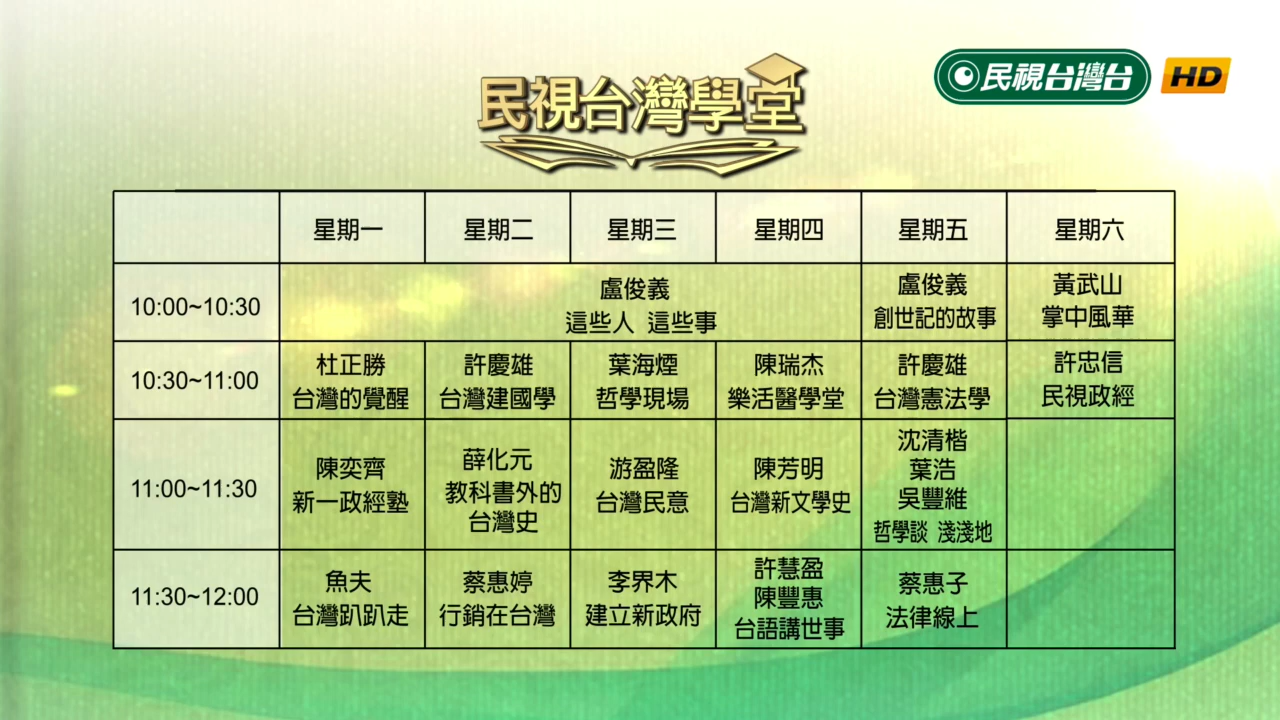 民視台灣學堂
民視台灣台 HD
星期一 星期二 星期三 星期四 星期五 星期六
10:00~10:30
盧俊義
這些人 這些事
盧俊義
創世記的故事
黃武山
掌中風華
10:30~11:00
杜正勝
台灣的覺醒
許慶雄
台灣建國學
葉海煙
哲學現場
陳瑞杰
樂活醫學堂
許慶雄
台灣憲法學
許忠信
民視政經
11:00~11:30
陳奕齊
新一政經塾
薛化元
教科書外的
台灣史
游盈隆
台灣民意
陳芳明
台灣新文學史
沈清楷
葉浩
吳豐維
哲學談 淺淺地
11:30~12:00
魚夫
台灣趴趴走
蔡惠婷
行銷在台灣
李界木
建立新政府
許慧盈
陳豐惠
台語講世事
蔡惠子
法律線上